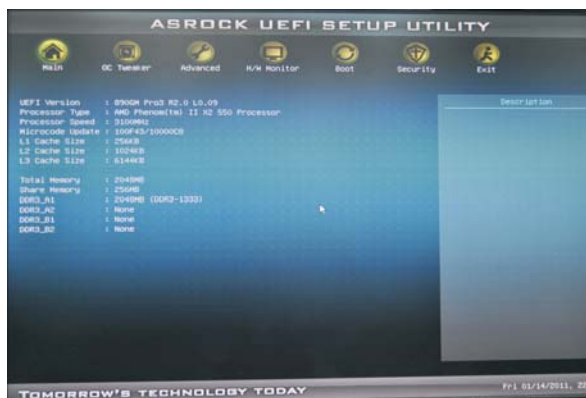 ASROCK UEFI SETUP UTILITY
Main OC Tweaker Advanced H/W Monitor Boot Security Exit
UEFI Version : 890GM Pro3 R2.0 L0.09
Processor Type : AMD Phenom(tm) II X2 550 Processor
Processor Speed : 3100MHz
Microcode Update : 100F43/10000C8
L1 Cache Size : 256KB
L2 Cache Size : 1024KB
L3 Cache Size : 6144KB
Total Memory : 2048MB
Share Memory : 256MB
DDR3_A1 : 2048MB (DDR3-1333)
DDR3_A2 : None
DDR3_B1 : None
DDR3_B2 : None
Description
TOMORROW'S TECHNOLOGY TODAY
Fri 01/14/2011, 22